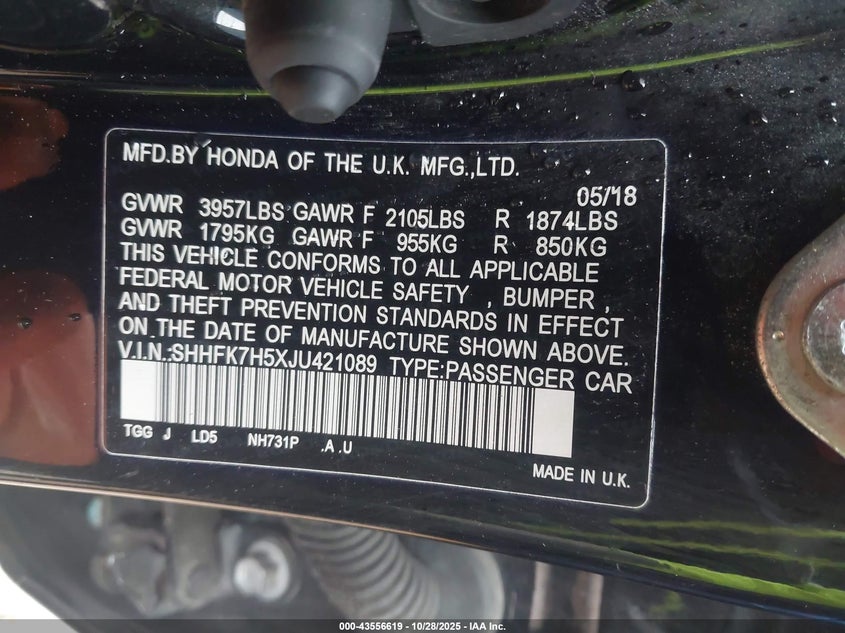 MFD.BY HONDA OF THE U.K. MFG.,LTD.
05/18
GVWR 3957LBS GAWR F 2105LBS R 1874LBS
GVWR 1795KG GAWR F 955KG R 850KG
THIS VEHICLE CONFORMS TO ALL APPLICABLE
FEDERAL MOTOR VEHICLE SAFETY , BUMPER ,
AND THEFT PREVENTION STANDARDS IN EFFECT
ON THE DATE OF MANUFACTURE SHOWN ABOVE.
V.I.N.:SHHFK7H5XJU421089 TYPE:PASSENGER CAR
TGG J LD5 NH731P .A .U
MADE IN U.K.
000-43556619 | 10/28/2025 | IAA Inc.